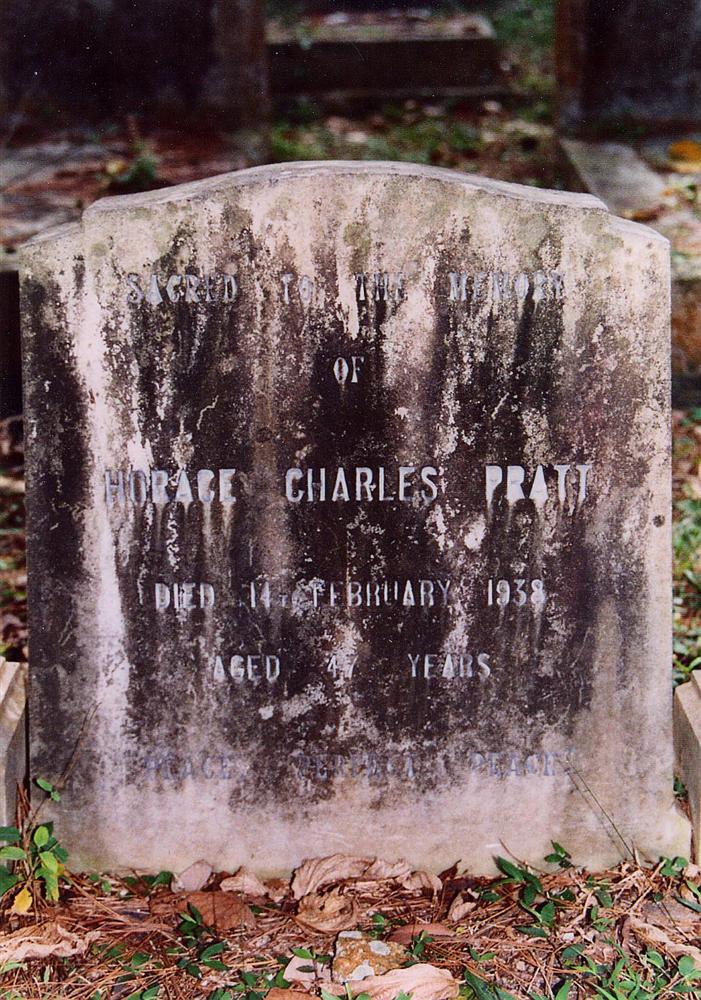 SACRED TO THE MEMORY
OF
HORACE CHARLES PRATT
DIED 14TH FEBRUARY 1938
AGED 47 YEARS
"PEACE, PERFECT PEACE"